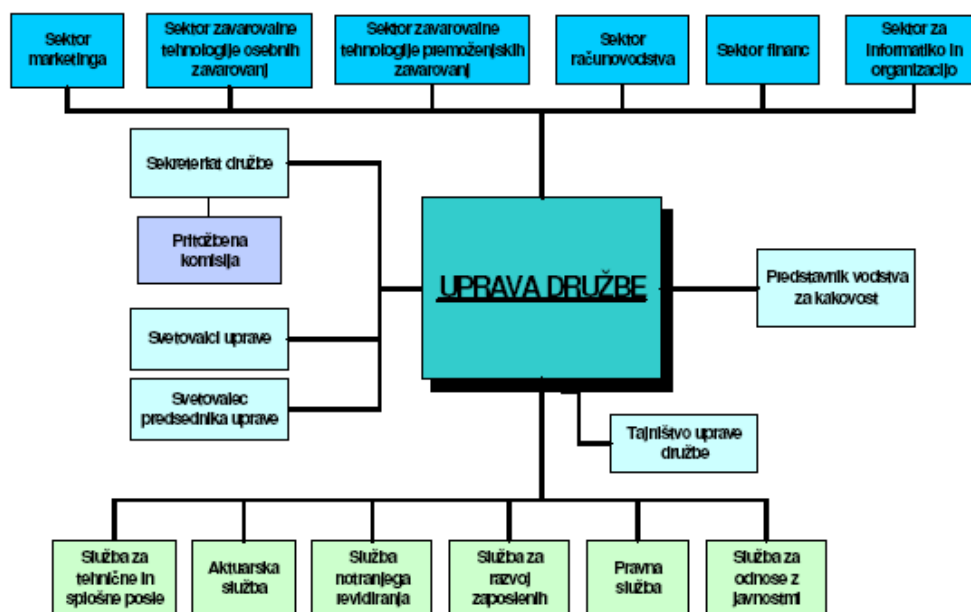 Sektor
marketinga
Sektor zavarovalne
tehnologije osebnih
zavarovanj
Sektor zavarovalne
tehnologije premoženjskih
zavarovanj
Sektor
računovodstva
Sektor financ
Sektor za
informatiko in
organizacijo
Sekreteriat družbe
Pritožbena
komisija
UPRAVA DRUŽBE
Predstavnik vodstva
za kakovost
Svetovalci uprave
Svetovalec
predsednika uprave
Tajništvo uprave
družbe
Služba za
tehnične in
splošne posle
Aktuarska
služba
Služba
notranjega
revidiranja
Služba za
razvoj
zaposlenih
Pravna
služba
Služba za
odnose z
javnostmi